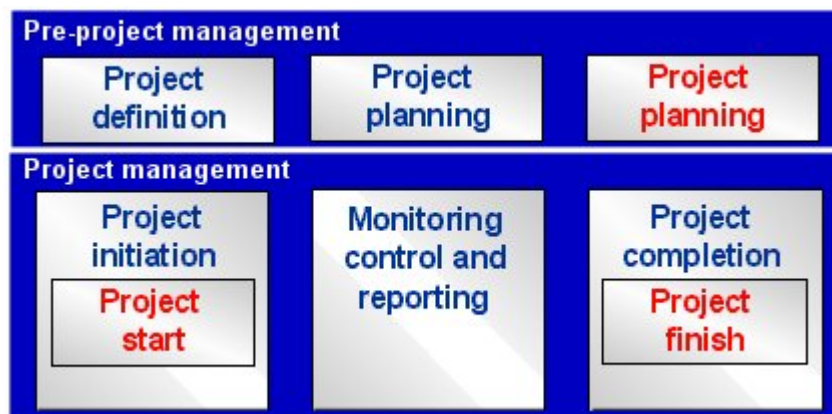 Pre-project management
Project
definition
Project
planning
Project
planning
Project management
Project
initiation
Project
start
Monitoring
control and
reporting
Project
completion
Project
finish